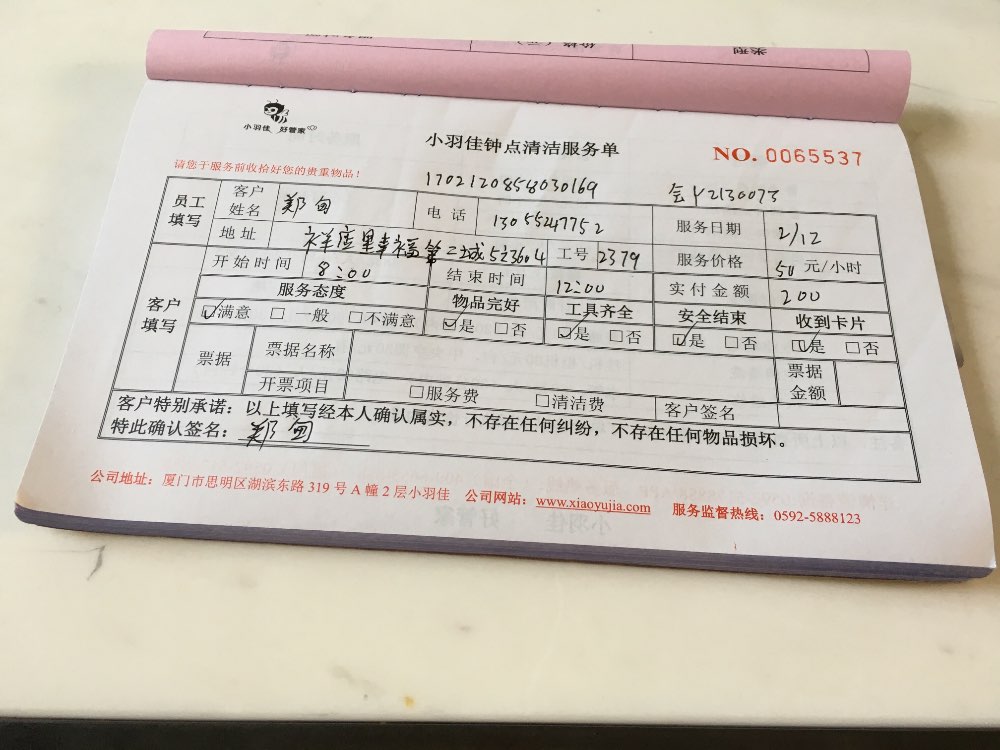 类型
小羽佳 好管家
小羽佳钟点清洁服务单
NO. 0065537
请您于服务前收拾好您的贵重物品！
1702120858030169
会员2130073
员工填写 客户姓名 郑甸 电话 13055247752 服务日期 2/12
地址 祥店里幸福第二城5梯3604 工号 2379 服务价格 50 元/小时
客户填写 开始时间 8:00 结束时间 12:00 实付金额 200
服务态度 物品完好 工具齐全 安全结束 收到卡片
☑满意 □一般 □不满意 ☑是 □否 ☑是 □否 ☑是 □否 ☑是 □否
票据 票据名称 票据金额
开票项目 □服务费 □清洁费 客户签名
客户特别承诺：以上填写经本人确认属实，不存在任何纠纷，不存在任何物品损坏。
特此确认签名：郑甸
公司地址：厦门市思明区湖滨东路 319 号 A 幢 2 层小羽佳 公司网站：www.xiaoyujia.com 服务监督热线：0592-5888123